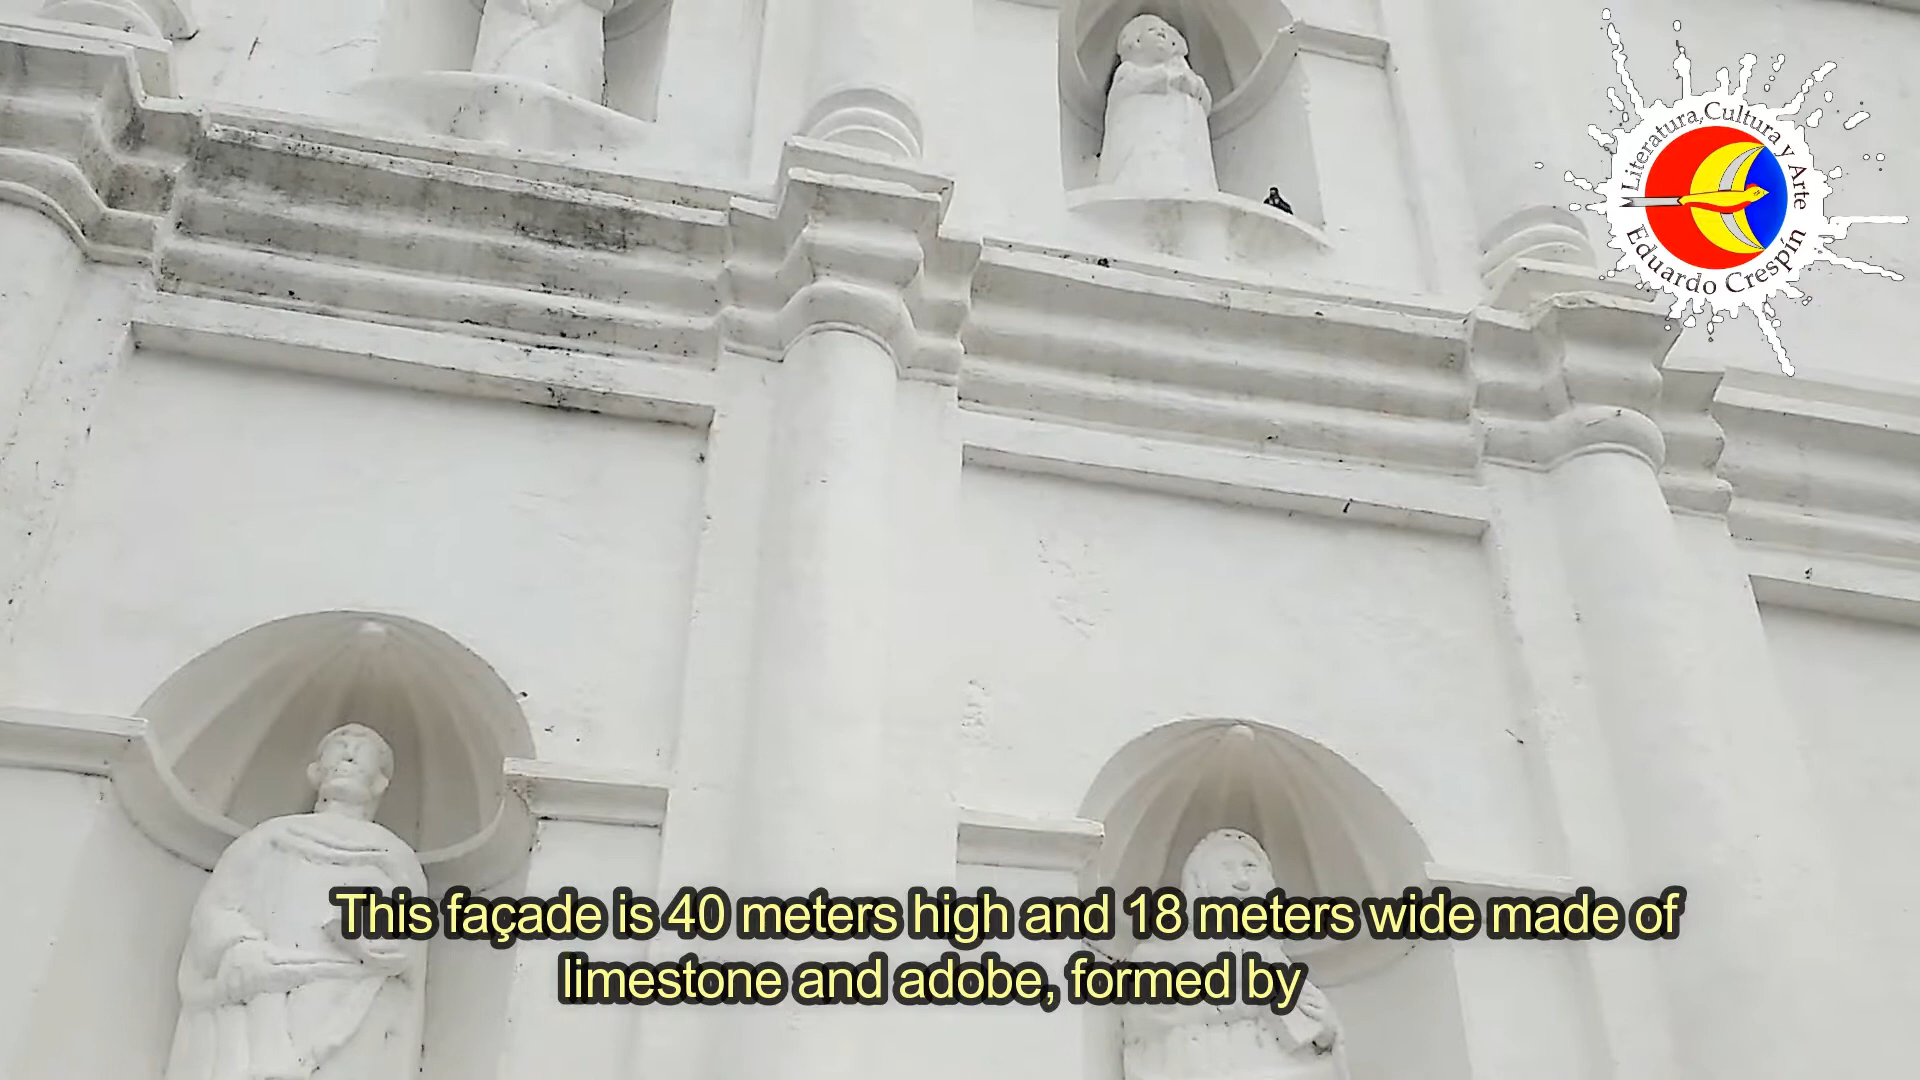 Literatura, Cultura y Arte
Eduardo Crespín
This façade is 40 meters high and 18 meters wide made of
limestone and adobe, formed by